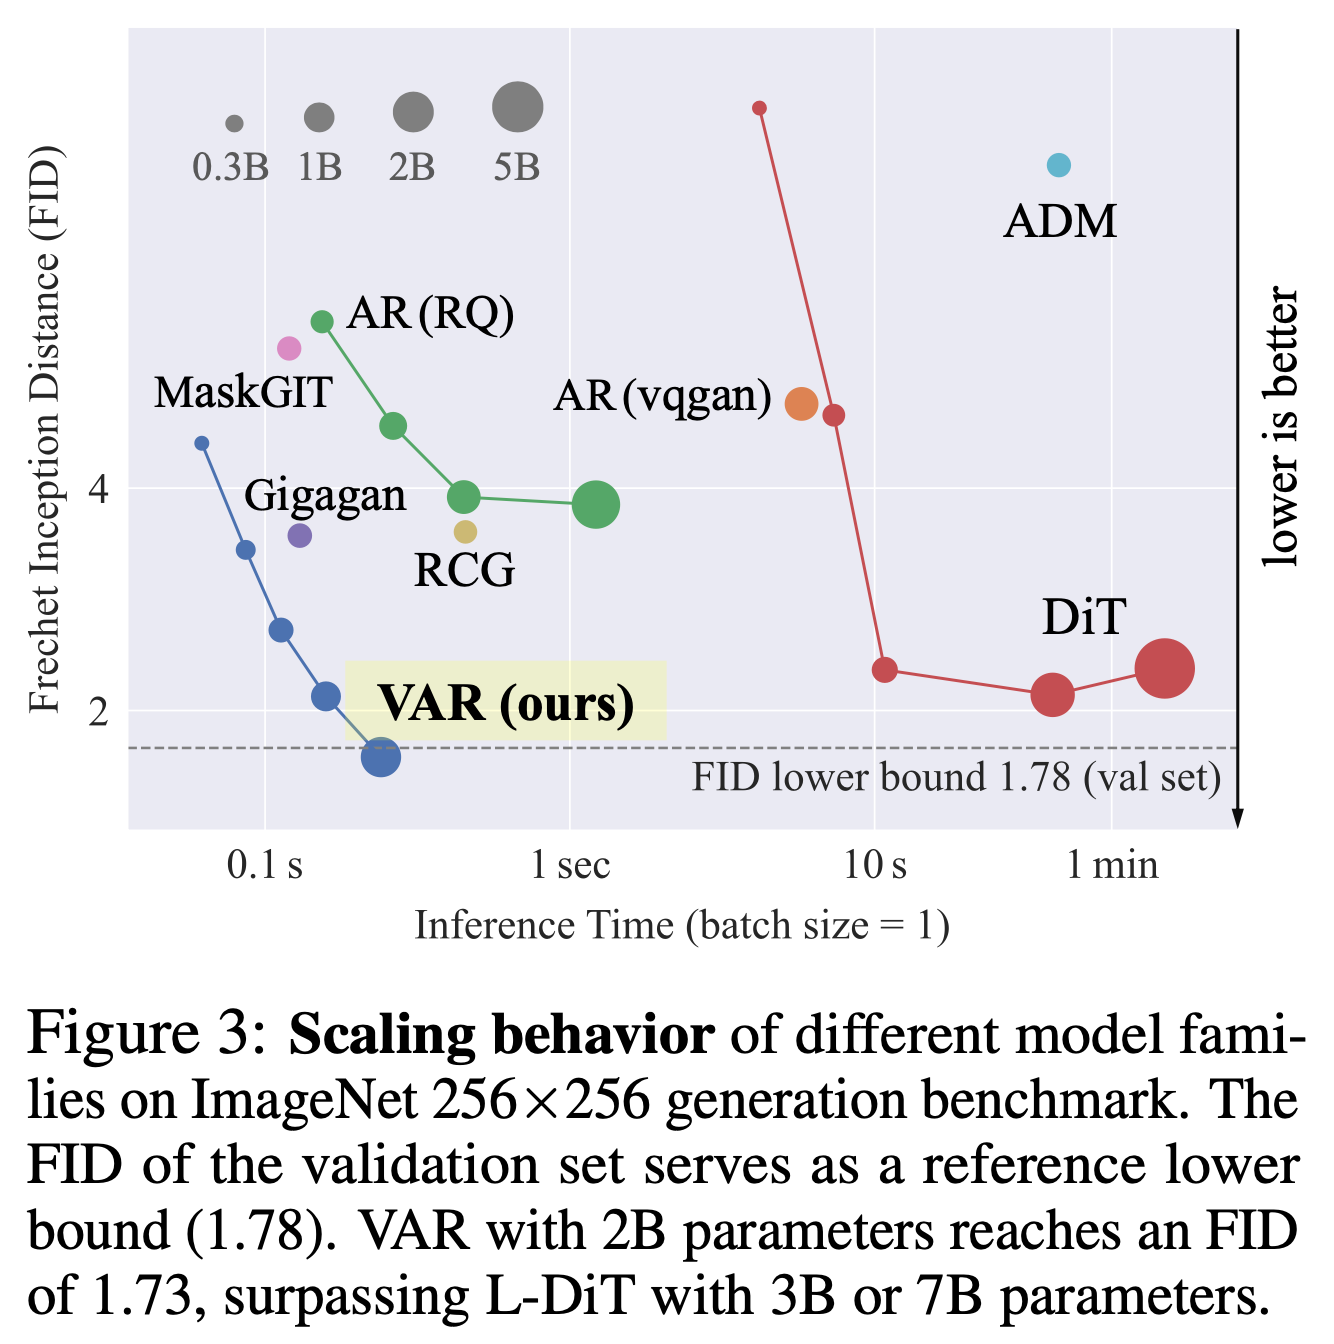 0.3B 1B 2B 5B
ADM
AR (RQ)
MaskGIT
AR (vqgan)
Gigagan
RCG
DiT
VAR (ours)
FID lower bound 1.78 (val set)
Frechet Inception Distance (FID)
4
2
lower is better
0.1 s 1 sec 10 s 1 min
Inference Time (batch size = 1)
Figure 3: Scaling behavior of different model fami-
lies on ImageNet 256×256 generation benchmark. The
FID of the validation set serves as a reference lower
bound (1.78). VAR with 2B parameters reaches an FID
of 1.73, surpassing L-DiT with 3B or 7B parameters.